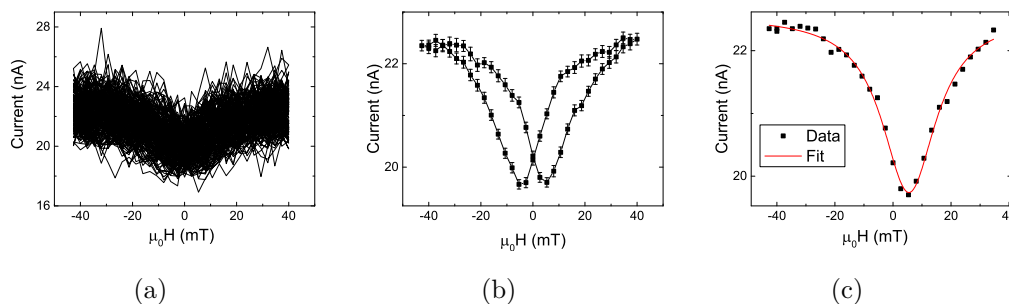 28
24
20
16
Current (nA)
-40 -20 0 20 40
μ₀H (mT)
(a)
22
20
Current (nA)
-40 -20 0 20 40
μ₀H (mT)
(b)
22
20
Current (nA)
Data
Fit
-40 -20 0 20 40
μ₀H (mT)
(c)